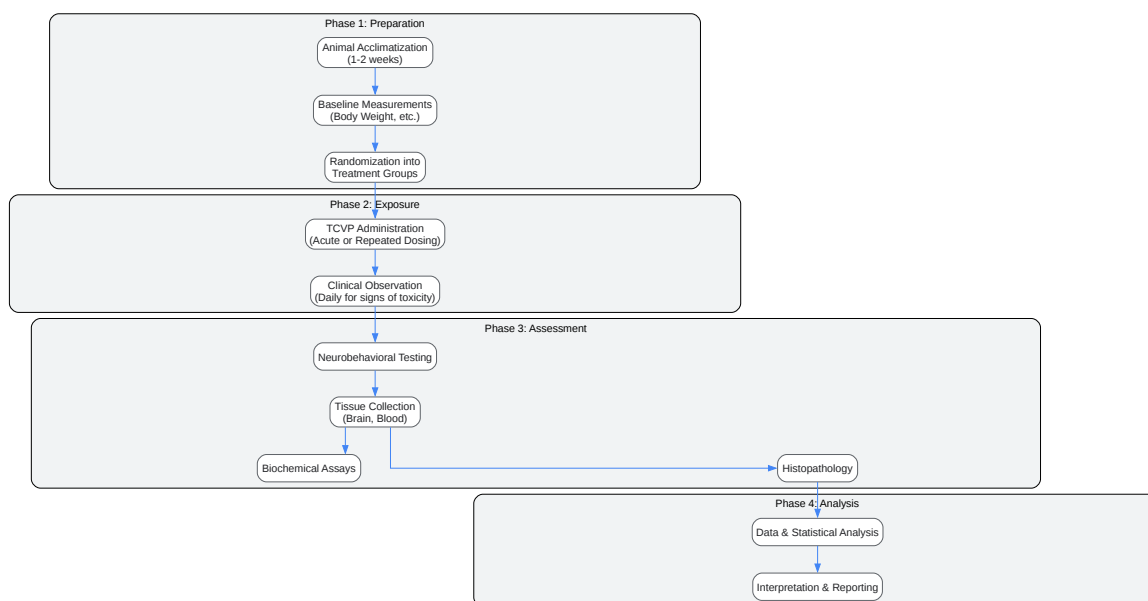 Phase 1: Preparation
Animal Acclimatization
(1-2 weeks)
Baseline Measurements
(Body Weight, etc.)
Randomization into
Treatment Groups
Phase 2: Exposure
TCVP Administration
(Acute or Repeated Dosing)
Clinical Observation
(Daily for signs of toxicity)
Phase 3: Assessment
Neurobehavioral Testing
Tissue Collection
(Brain, Blood)
Biochemical Assays
Histopathology
Phase 4: Analysis
Data & Statistical Analysis
Interpretation & Reporting